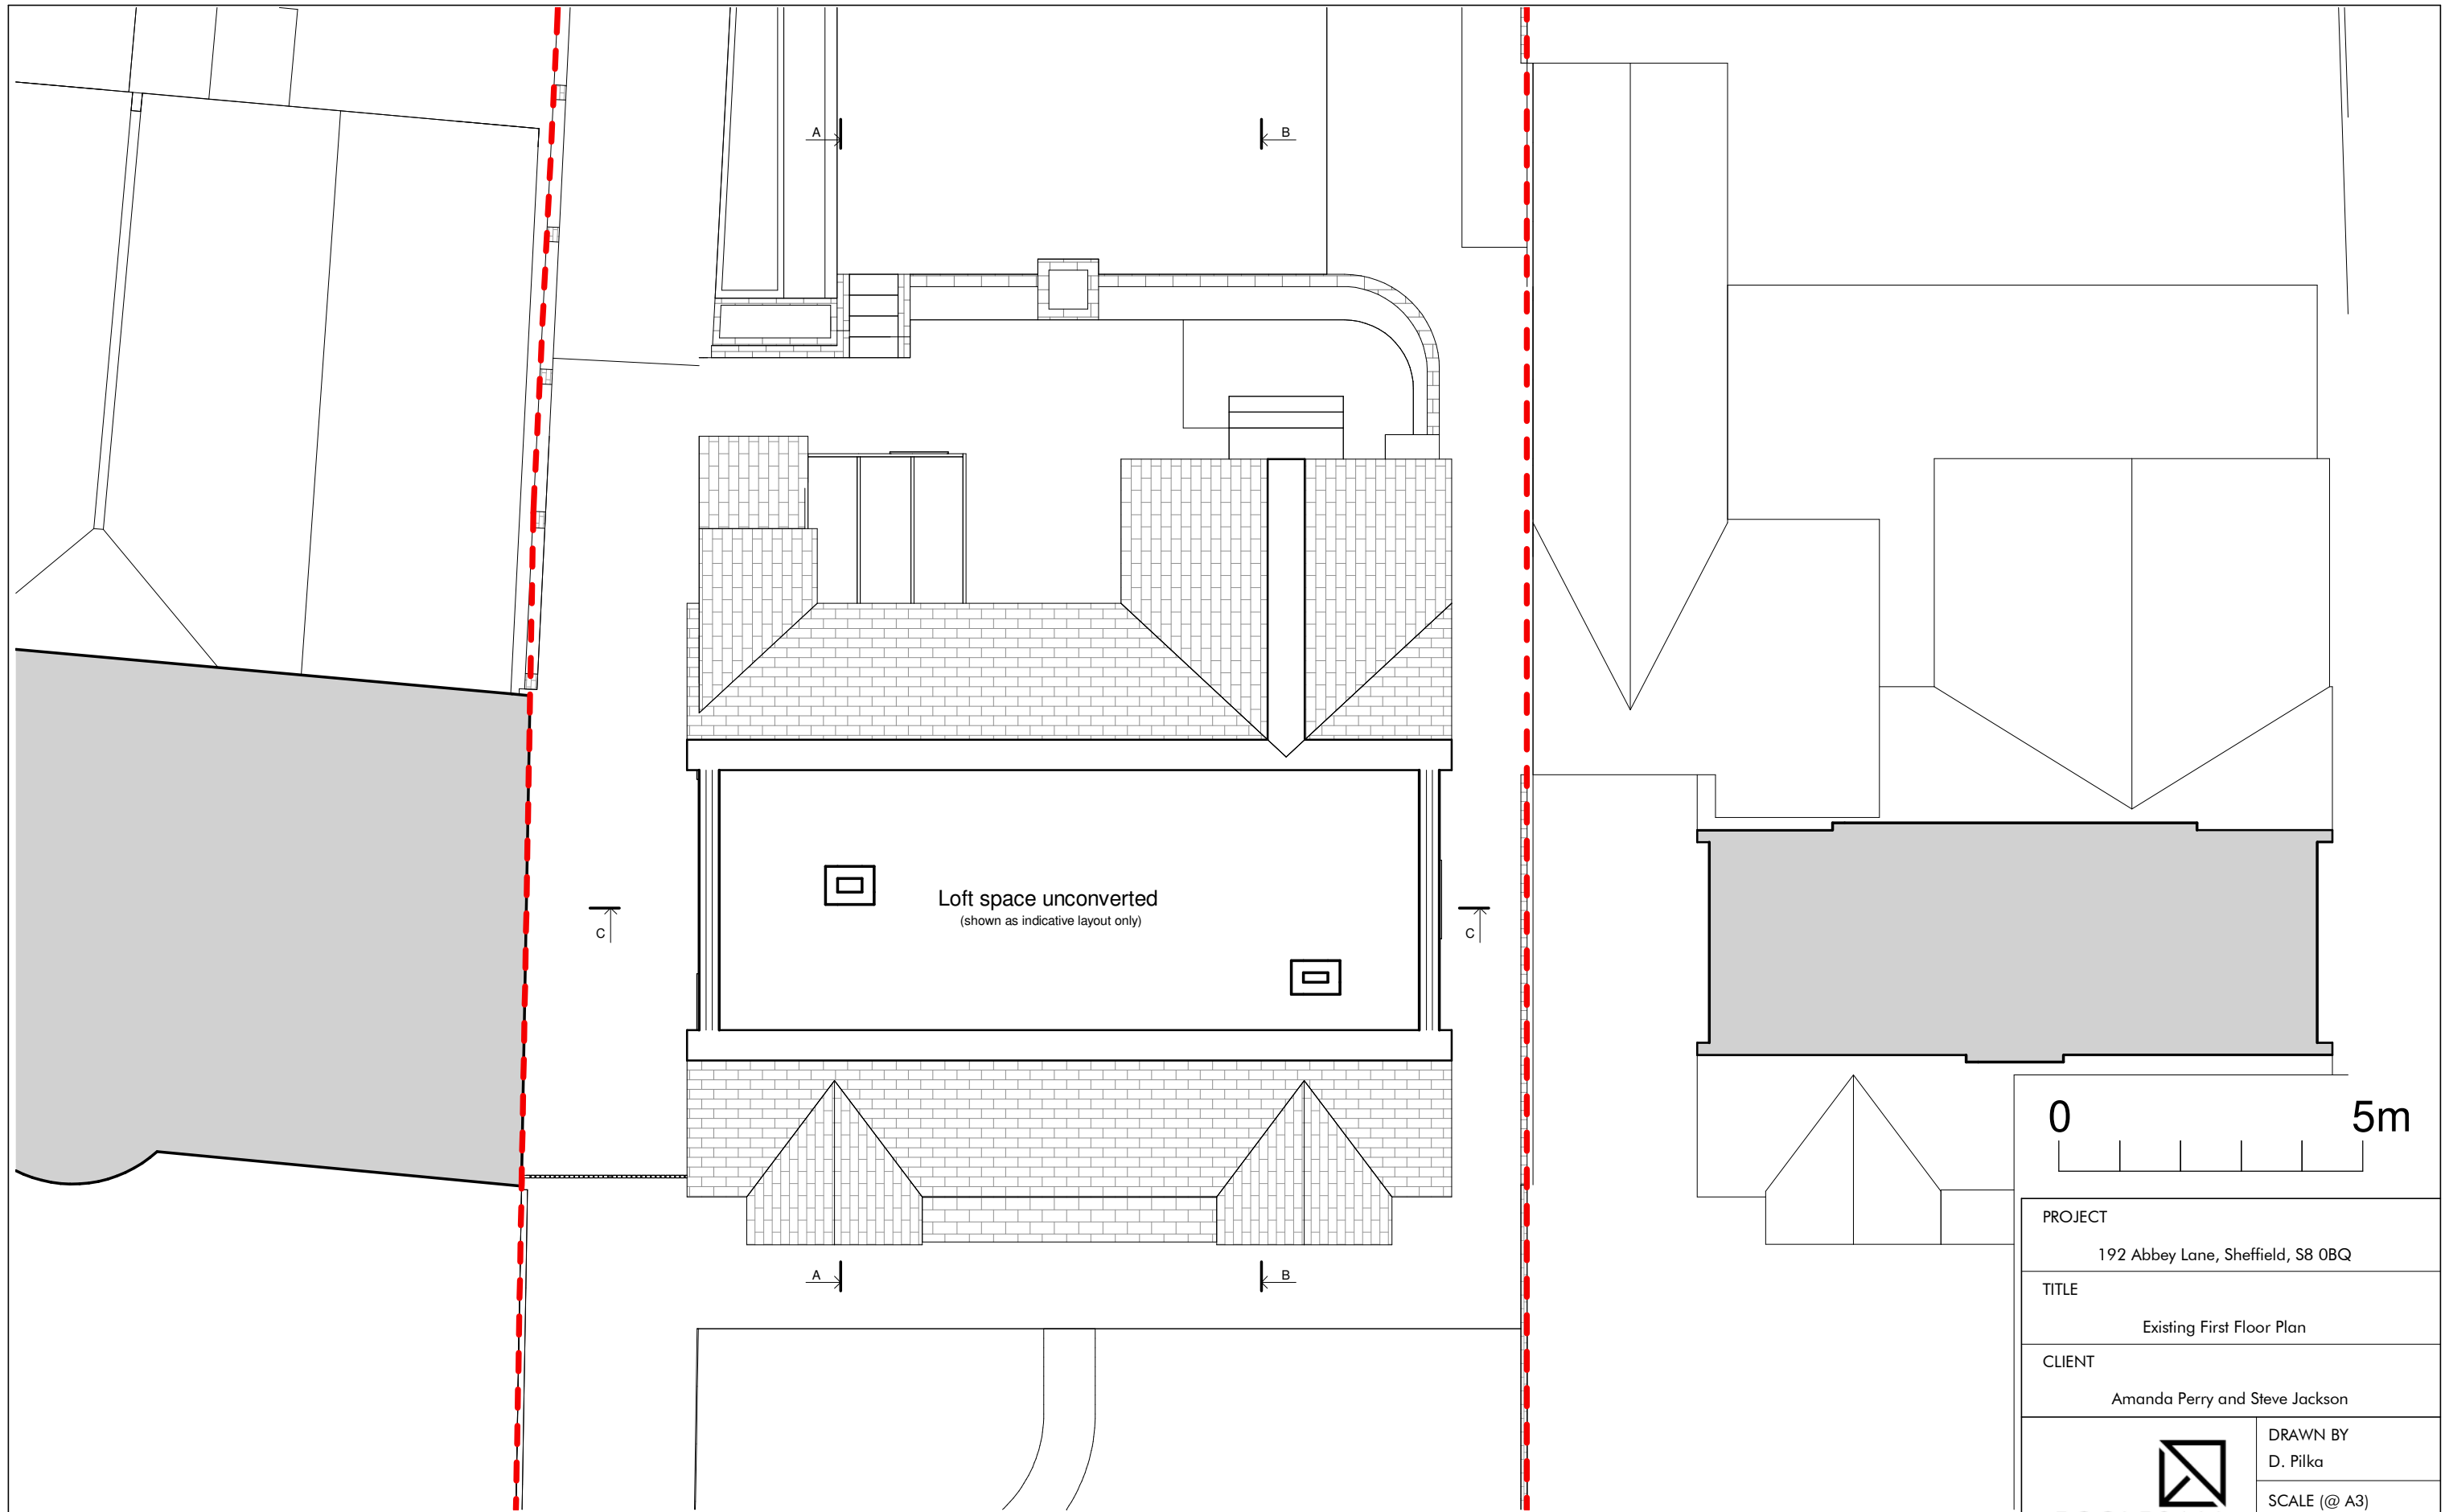 A
B
Loft space unconverted
(shown as indicative layout only)
C
C
A
B
0 5m
PROJECT
192 Abbey Lane, Sheffield, S8 0BQ
TITLE
Existing First Floor Plan
CLIENT
Amanda Perry and Steve Jackson
DRAWN BY
D. Pilka
SCALE (@ A3)